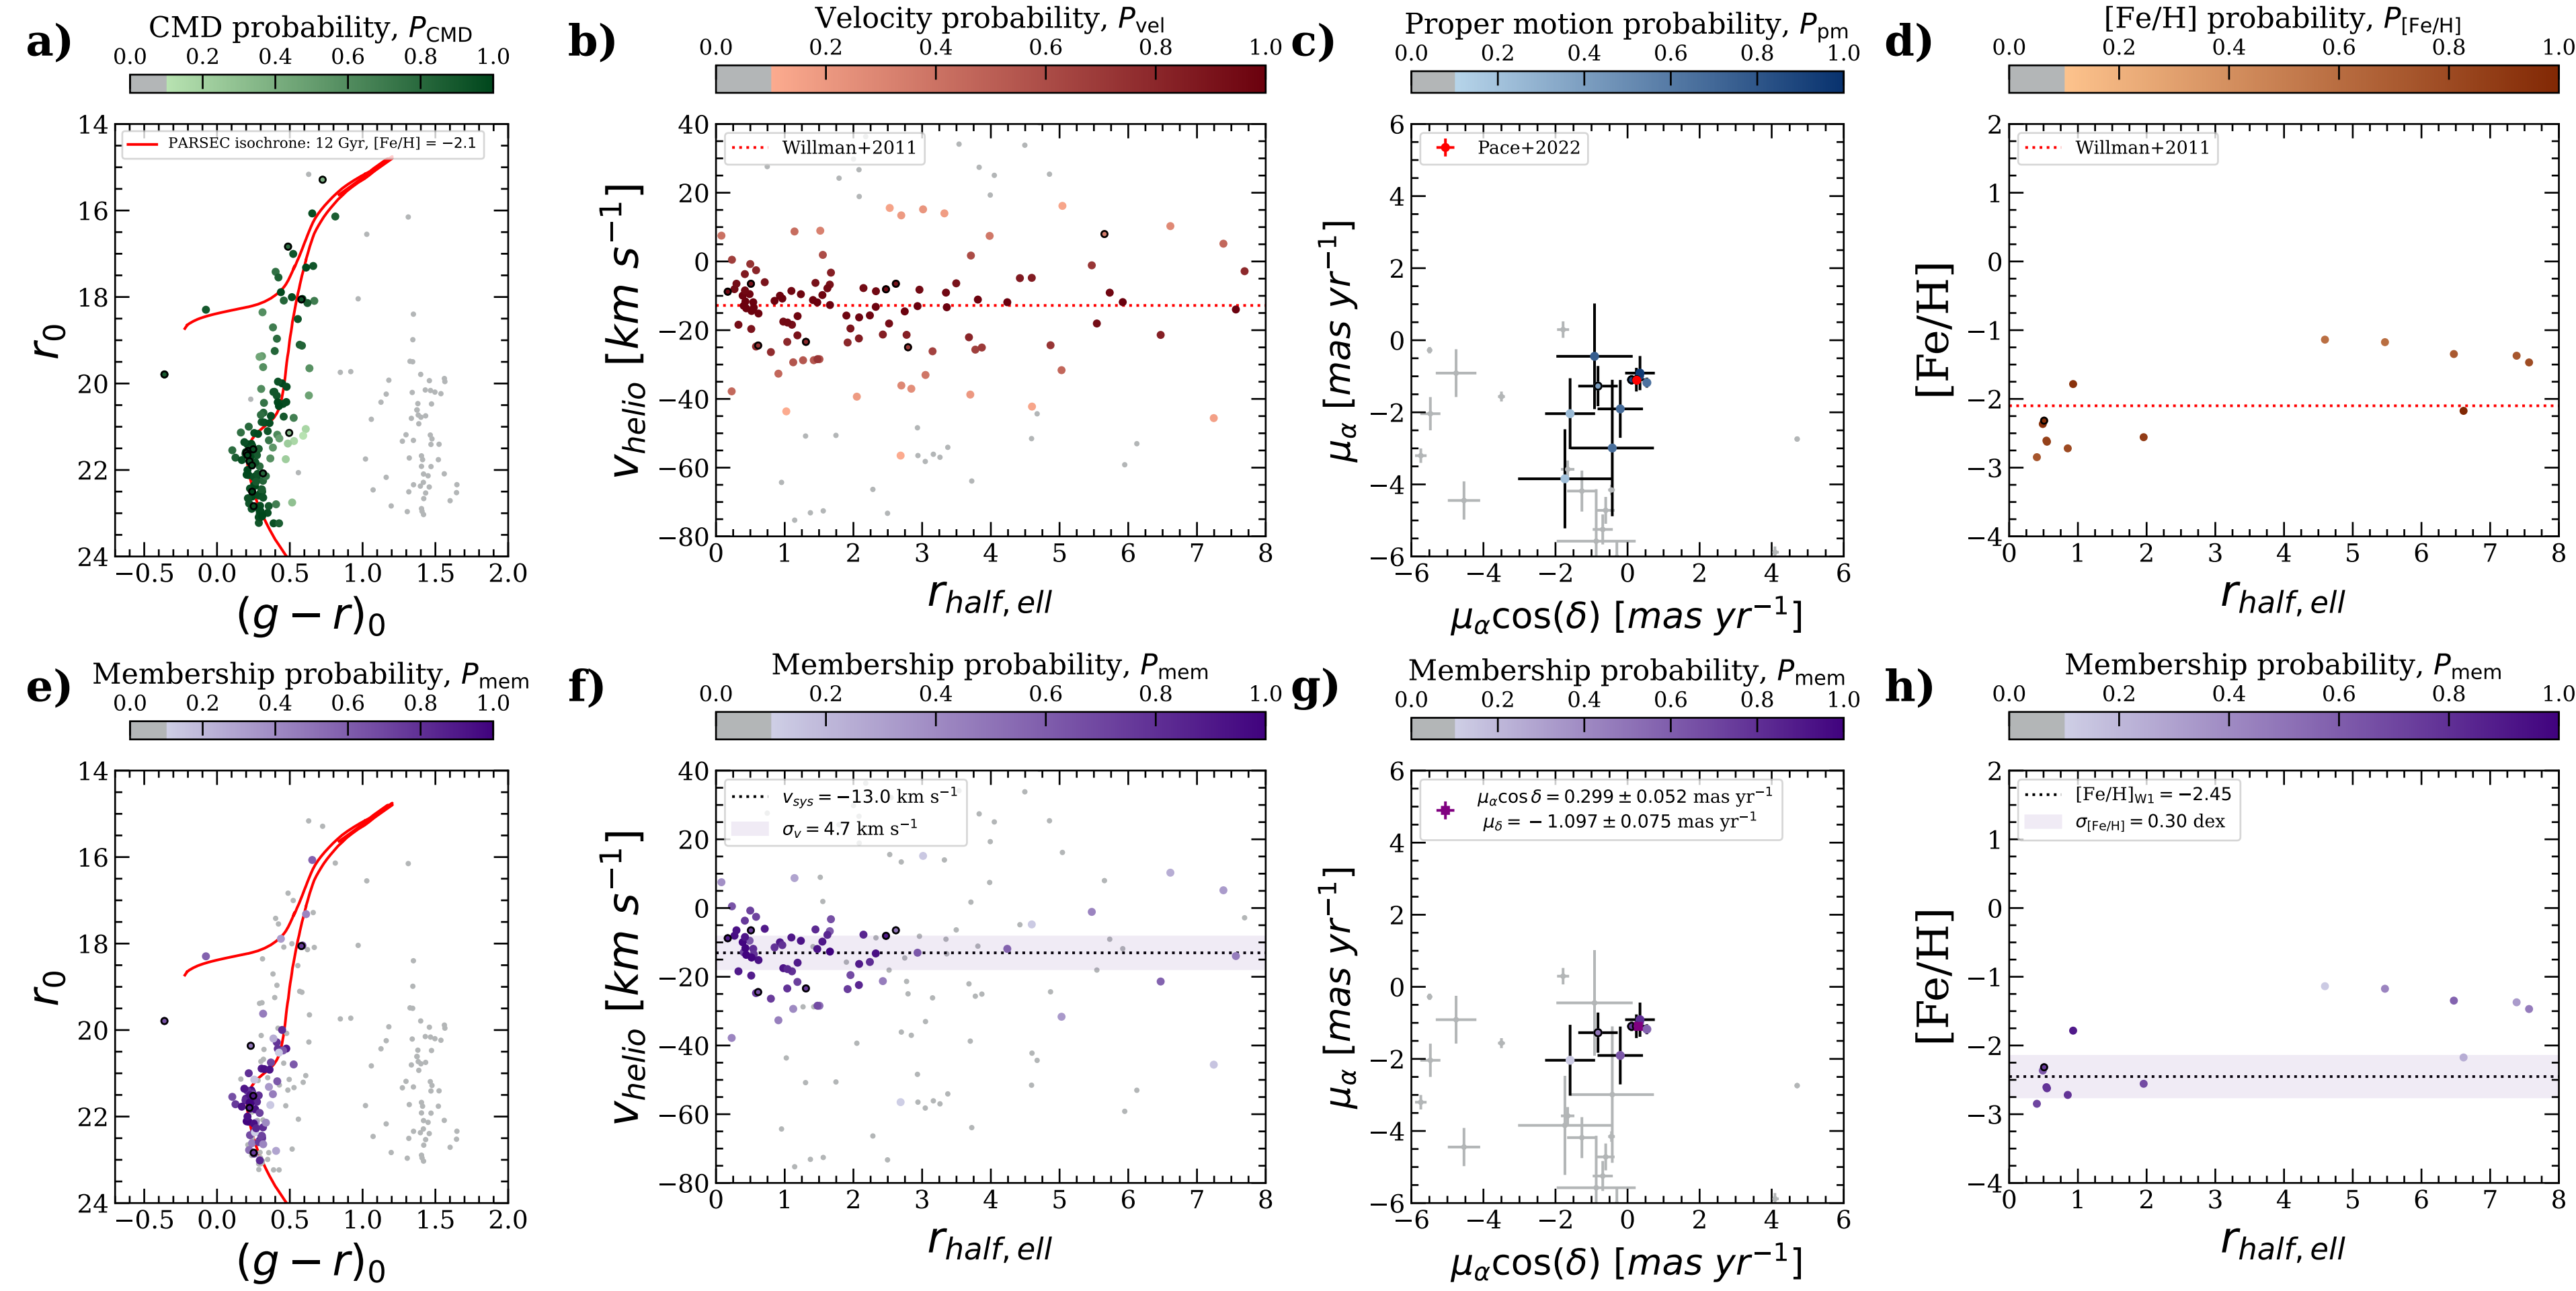 a)
CMD probability, P_CMD
0.0 0.2 0.4 0.6 0.8 1.0
PARSEC isochrone: 12 Gyr, [Fe/H] = −2.1
14
16
18
20
22
24
r_0
−0.5 0.0 0.5 1.0 1.5 2.0
(g − r)_0
b)
Velocity probability, P_vel
0.0 0.2 0.4 0.6 0.8 1.0
Willman+2011
40
20
0
−20
−40
−60
−80
v_helio [km s^−1]
0 1 2 3 4 5 6 7 8
r_half, ell
c)
Proper motion probability, P_pm
0.0 0.2 0.4 0.6 0.8 1.0
Pace+2022
6
4
2
0
−2
−4
−6
μ_α [mas yr^−1]
−6 −4 −2 0 2 4 6
μ_α cos(δ) [mas yr^−1]
d)
[Fe/H] probability, P_[Fe/H]
0.0 0.2 0.4 0.6 0.8 1.0
Willman+2011
2
1
0
−1
−2
−3
−4
[Fe/H]
0 1 2 3 4 5 6 7 8
r_half, ell
e)
Membership probability, P_mem
0.0 0.2 0.4 0.6 0.8 1.0
14
16
18
20
22
24
r_0
−0.5 0.0 0.5 1.0 1.5 2.0
(g − r)_0
f)
Membership probability, P_mem
0.0 0.2 0.4 0.6 0.8 1.0
v_sys = −13.0 km s^−1
σ_v = 4.7 km s^−1
40
20
0
−20
−40
−60
−80
v_helio [km s^−1]
0 1 2 3 4 5 6 7 8
r_half, ell
g)
Membership probability, P_mem
0.0 0.2 0.4 0.6 0.8 1.0
μ_α cos δ = 0.299 ± 0.052 mas yr^−1
μ_δ = −1.097 ± 0.075 mas yr^−1
6
4
2
0
−2
−4
−6
μ_α [mas yr^−1]
−6 −4 −2 0 2 4 6
μ_α cos(δ) [mas yr^−1]
h)
Membership probability, P_mem
0.0 0.2 0.4 0.6 0.8 1.0
[Fe/H]_W1 = −2.45
σ_[Fe/H] = 0.30 dex
2
1
0
−1
−2
−3
−4
[Fe/H]
0 1 2 3 4 5 6 7 8
r_half, ell